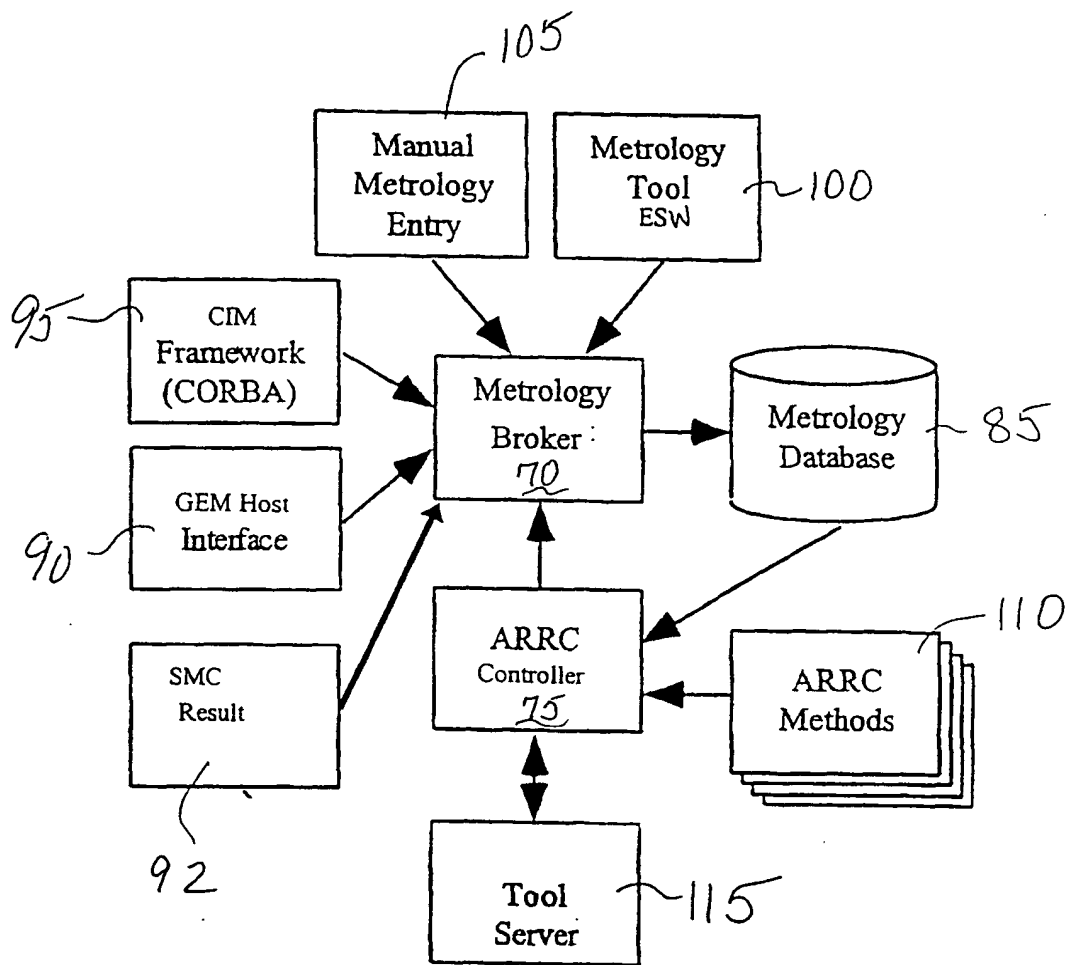 105
Manual
Metrology
Entry
Metrology
Tool
ESW
100
95
CIM
Framework
(CORBA)
Metrology
Broker :
70
Metrology
Database
85
GEM Host
Interface
90
SMC
Result
92
ARRC
Controller
75
110
ARRC
Methods
Tool
Server
115